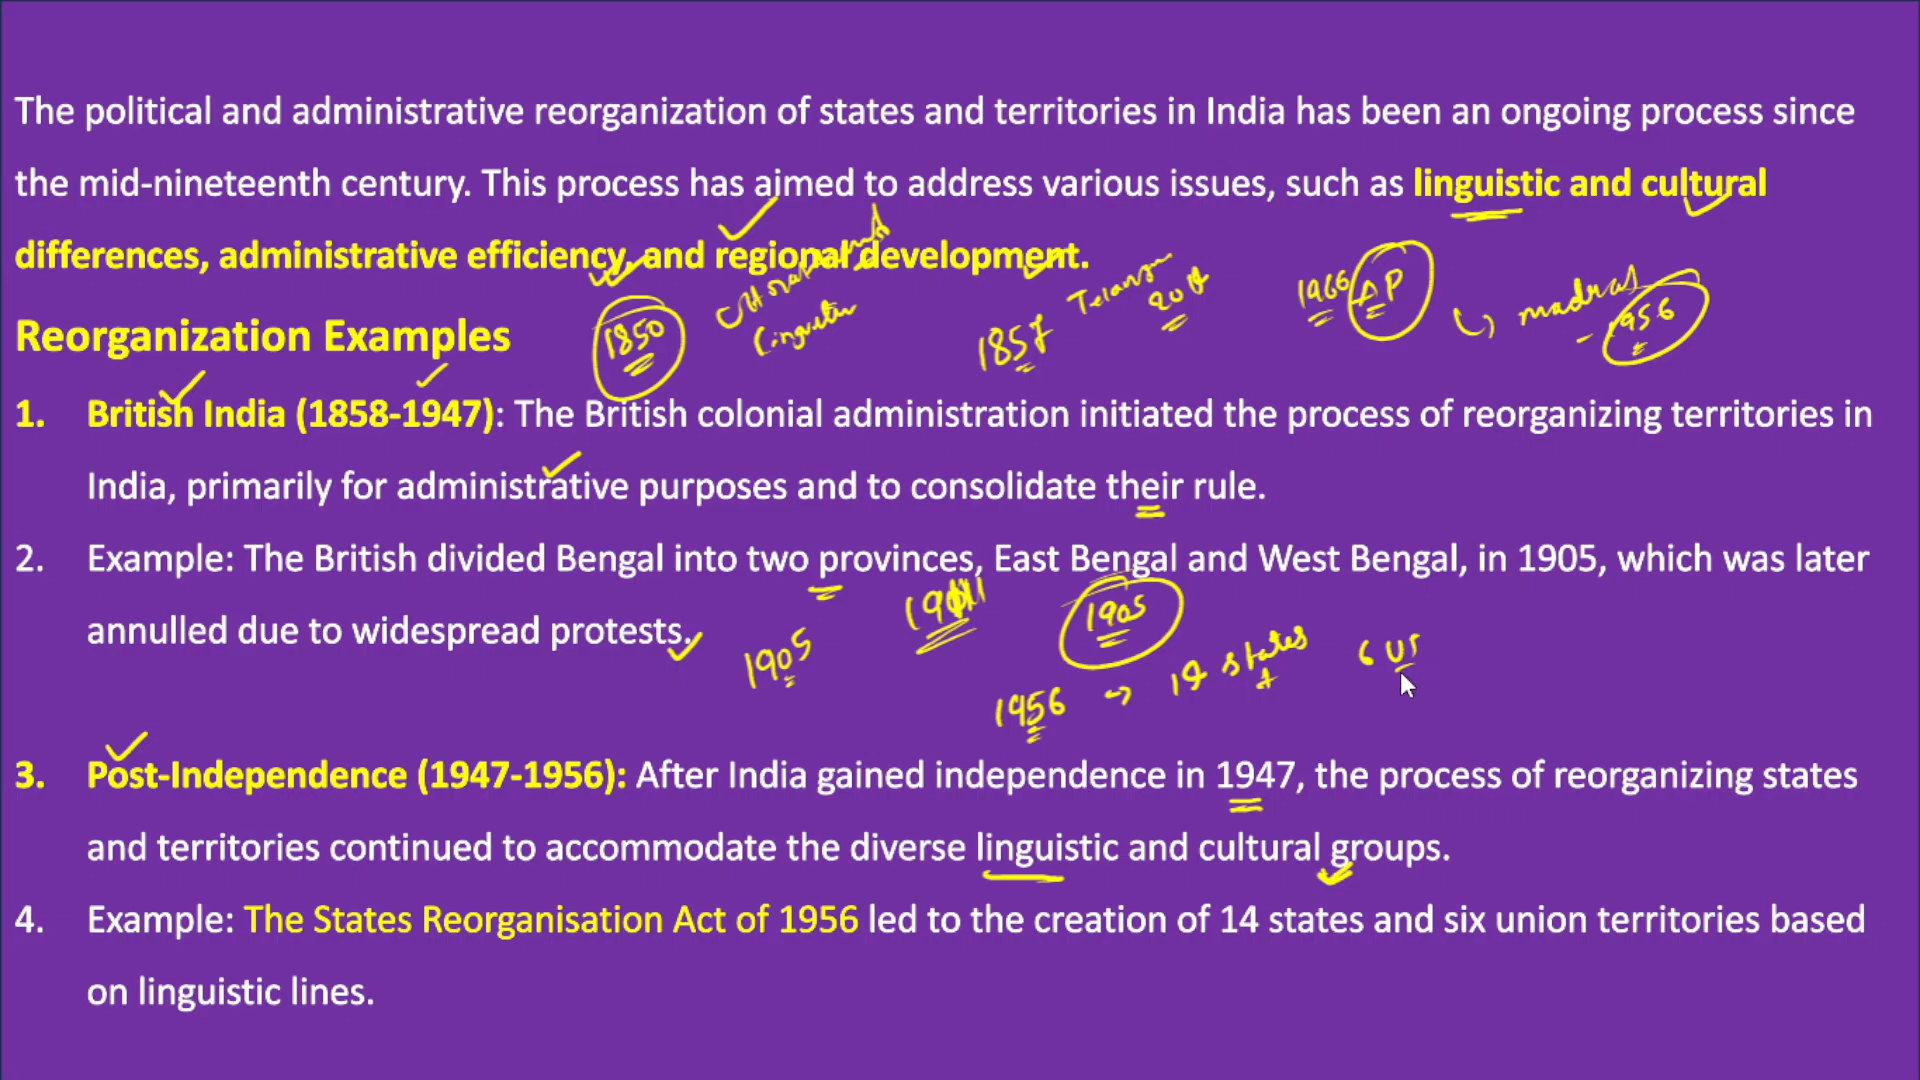 The political and administrative reorganization of states and territories in India has been an ongoing process since
the mid-nineteenth century. This process has aimed to address various issues, such as linguistic and cultural
differences, administrative efficiency, and regional development.
1966 AP
madras
1956
1850
1857
Reorganization Examples
1. British India (1858-1947): The British colonial administration initiated the process of reorganizing territories in
India, primarily for administrative purposes and to consolidate their rule.
2. Example: The British divided Bengal into two provinces, East Bengal and West Bengal, in 1905, which was later
annulled due to widespread protests.
1905
1905
1956 → 14 states
6 UT
3. Post-Independence (1947-1956): After India gained independence in 1947, the process of reorganizing states
and territories continued to accommodate the diverse linguistic and cultural groups.
4. Example: The States Reorganisation Act of 1956 led to the creation of 14 states and six union territories based
on linguistic lines.